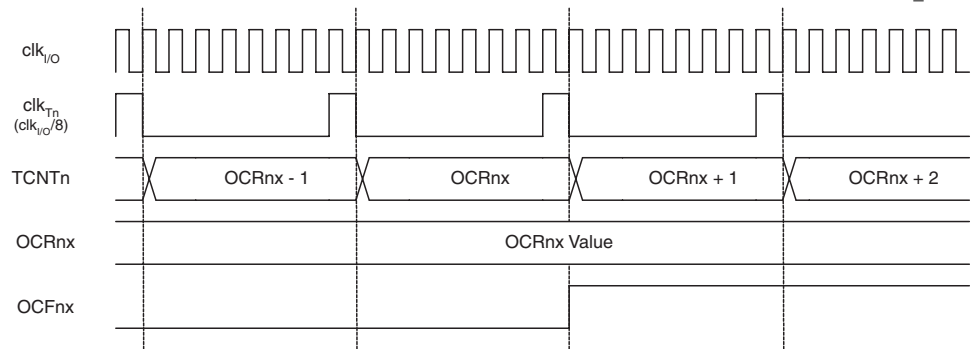 clkI/O
clkTn
(clkI/O/8)
TCNTn
OCRnx - 1 OCRnx OCRnx + 1 OCRnx + 2
OCRnx
OCRnx Value
OCFnx